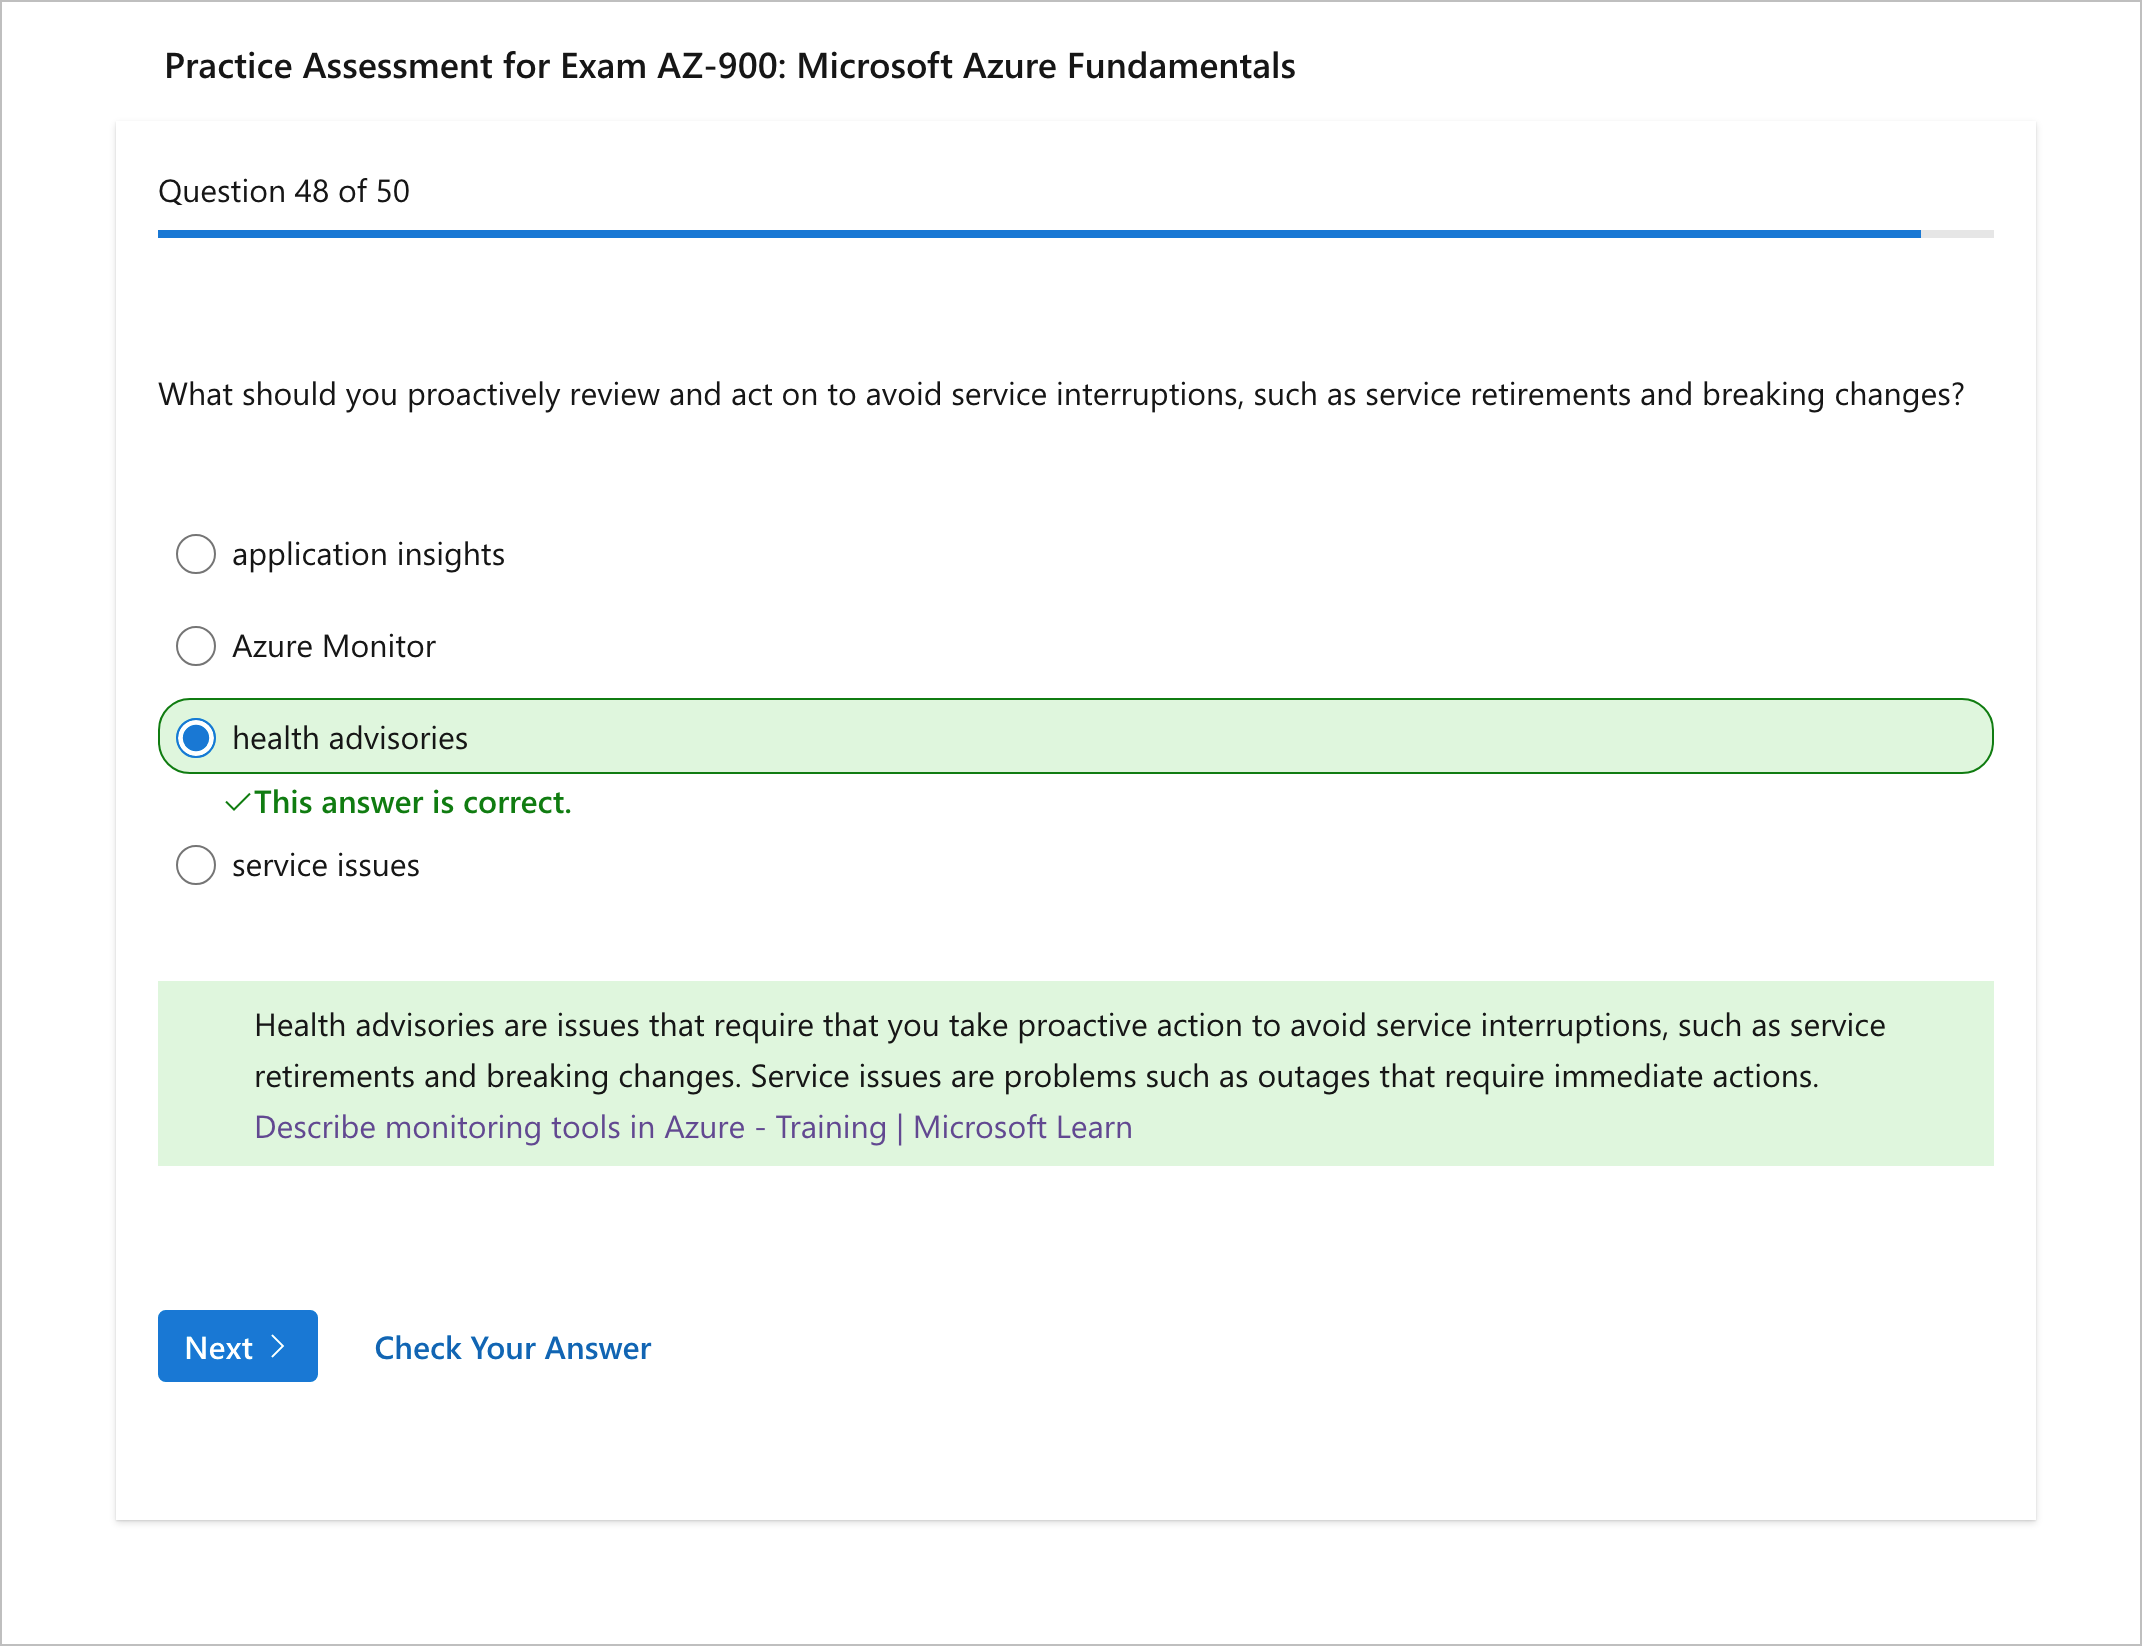 Practice Assessment for Exam AZ-900: Microsoft Azure Fundamentals
Question 48 of 50
What should you proactively review and act on to avoid service interruptions, such as service retirements and breaking changes?
application insights
Azure Monitor
health advisories
This answer is correct.
service issues
Health advisories are issues that require that you take proactive action to avoid service interruptions, such as service
retirements and breaking changes. Service issues are problems such as outages that require immediate actions.
Describe monitoring tools in Azure - Training | Microsoft Learn
Next
Check Your Answer